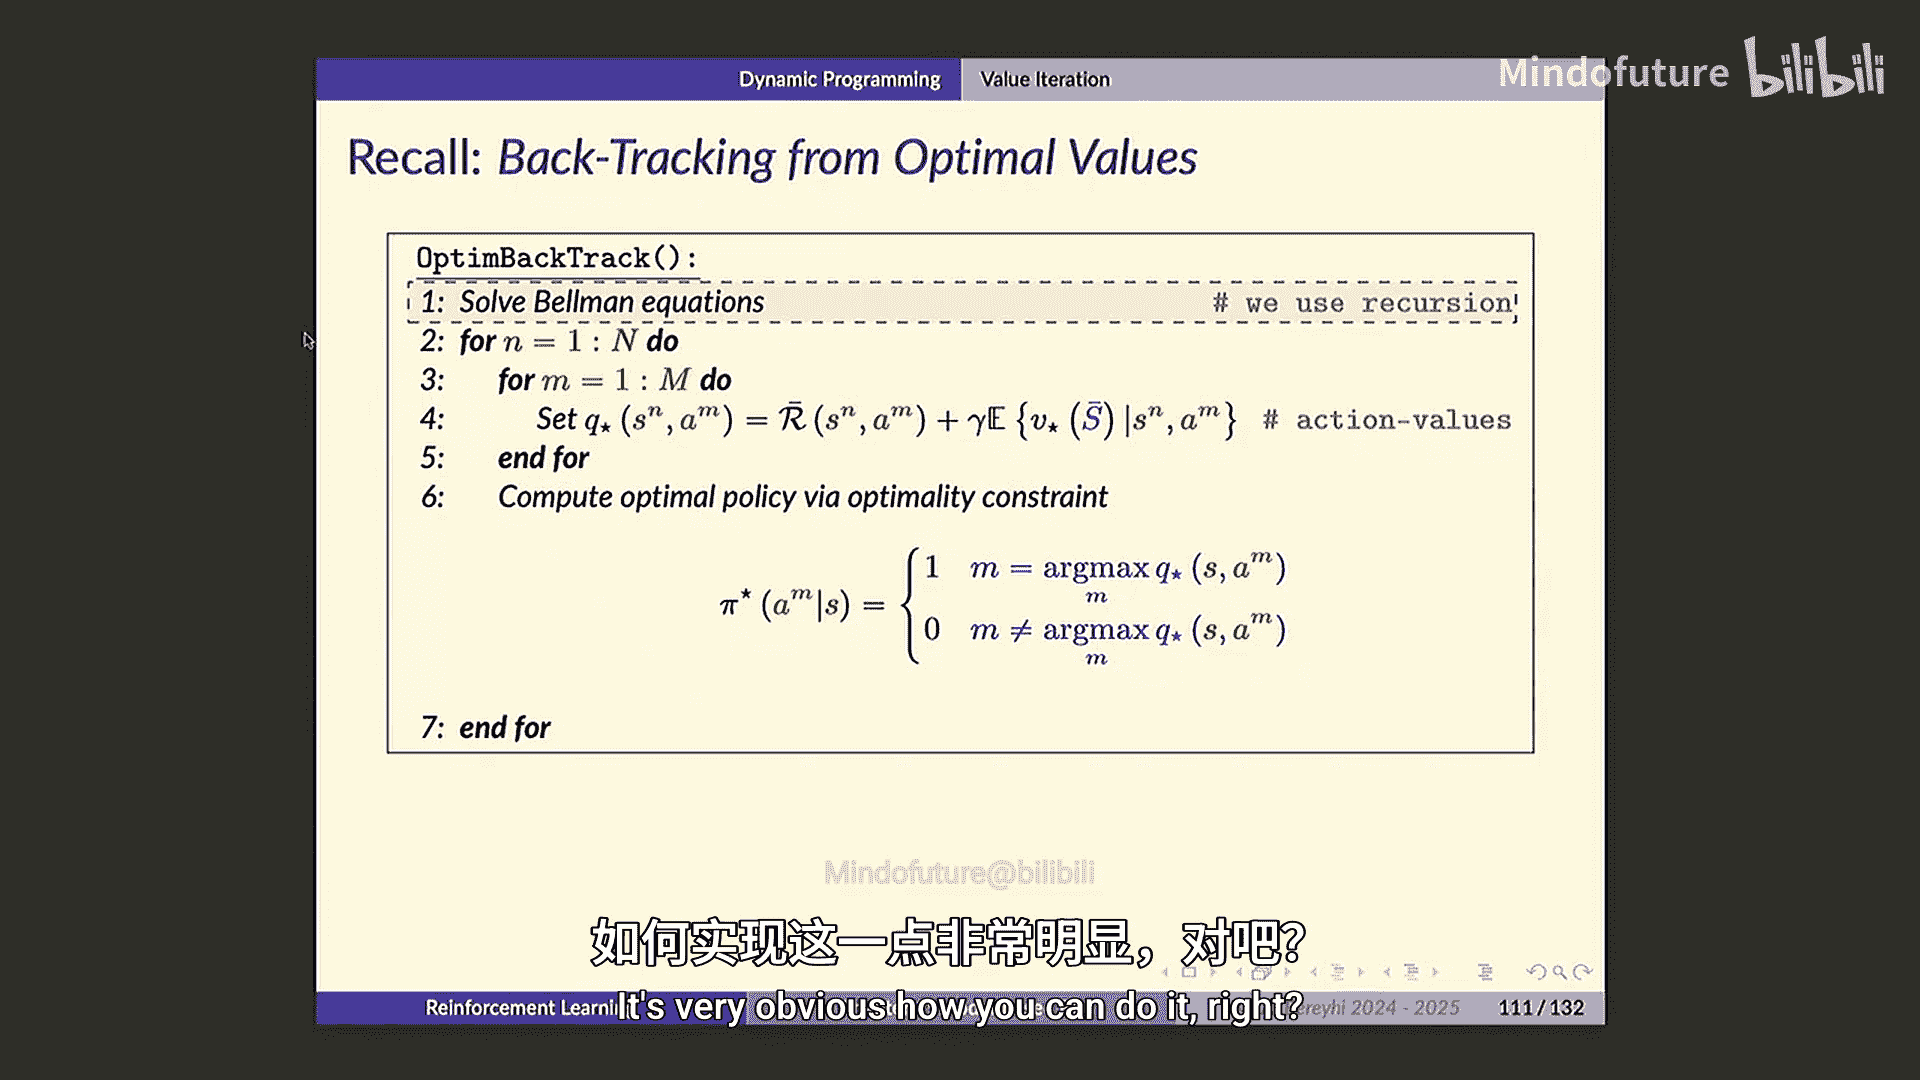 Dynamic Programming Value Iteration
Mindofuture bilibili
Recall: Back-Tracking from Optimal Values
OptimBackTrack():
1: Solve Bellman equations # we use recursion
2: for n = 1 : N do
3: for m = 1 : M do
4: Set q⋆ (sⁿ, aᵐ) = R̄ (sⁿ, aᵐ) + γ𝔼 {v⋆ (S̄) |sⁿ, aᵐ} # action-values
5: end for
6: Compute optimal policy via optimality constraint
π⋆ (aᵐ|s) = { 1 m = argmax q⋆ (s, aᵐ)
m
0 m ≠ argmax q⋆ (s, aᵐ)
m
7: end for
Mindofuture@bilibili
如何实现这一点非常明显，对吧？
It's very obvious how you can do it, right?
Reinforcement Learni 2024 - 2025 111 / 132